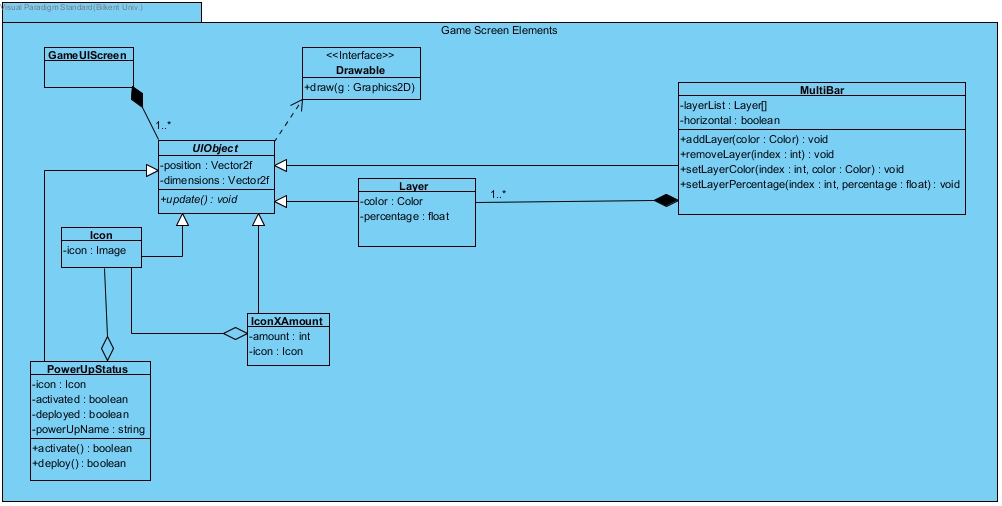 Visual Paradigm Standard(Bilkent Univ.)
Game Screen Elements
GameUIScreen
<<Interface>>
Drawable
+draw(g : Graphics2D)
MultiBar
-layerList : Layer[]
-horizontal : boolean
+addLayer(color : Color) : void
+removeLayer(index : int) : void
+setLayerColor(index : int, color : Color) : void
+setLayerPercentage(index : int, percentage : float) : void
1..*
UIObject
-position : Vector2f
-dimensions : Vector2f
+update() : void
Layer
-color : Color
-percentage : float
1..*
Icon
-icon : Image
IconXAmount
-amount : int
-icon : Icon
PowerUpStatus
-icon : Icon
-activated : boolean
-deployed : boolean
-powerUpName : string
+activate() : boolean
+deploy() : boolean